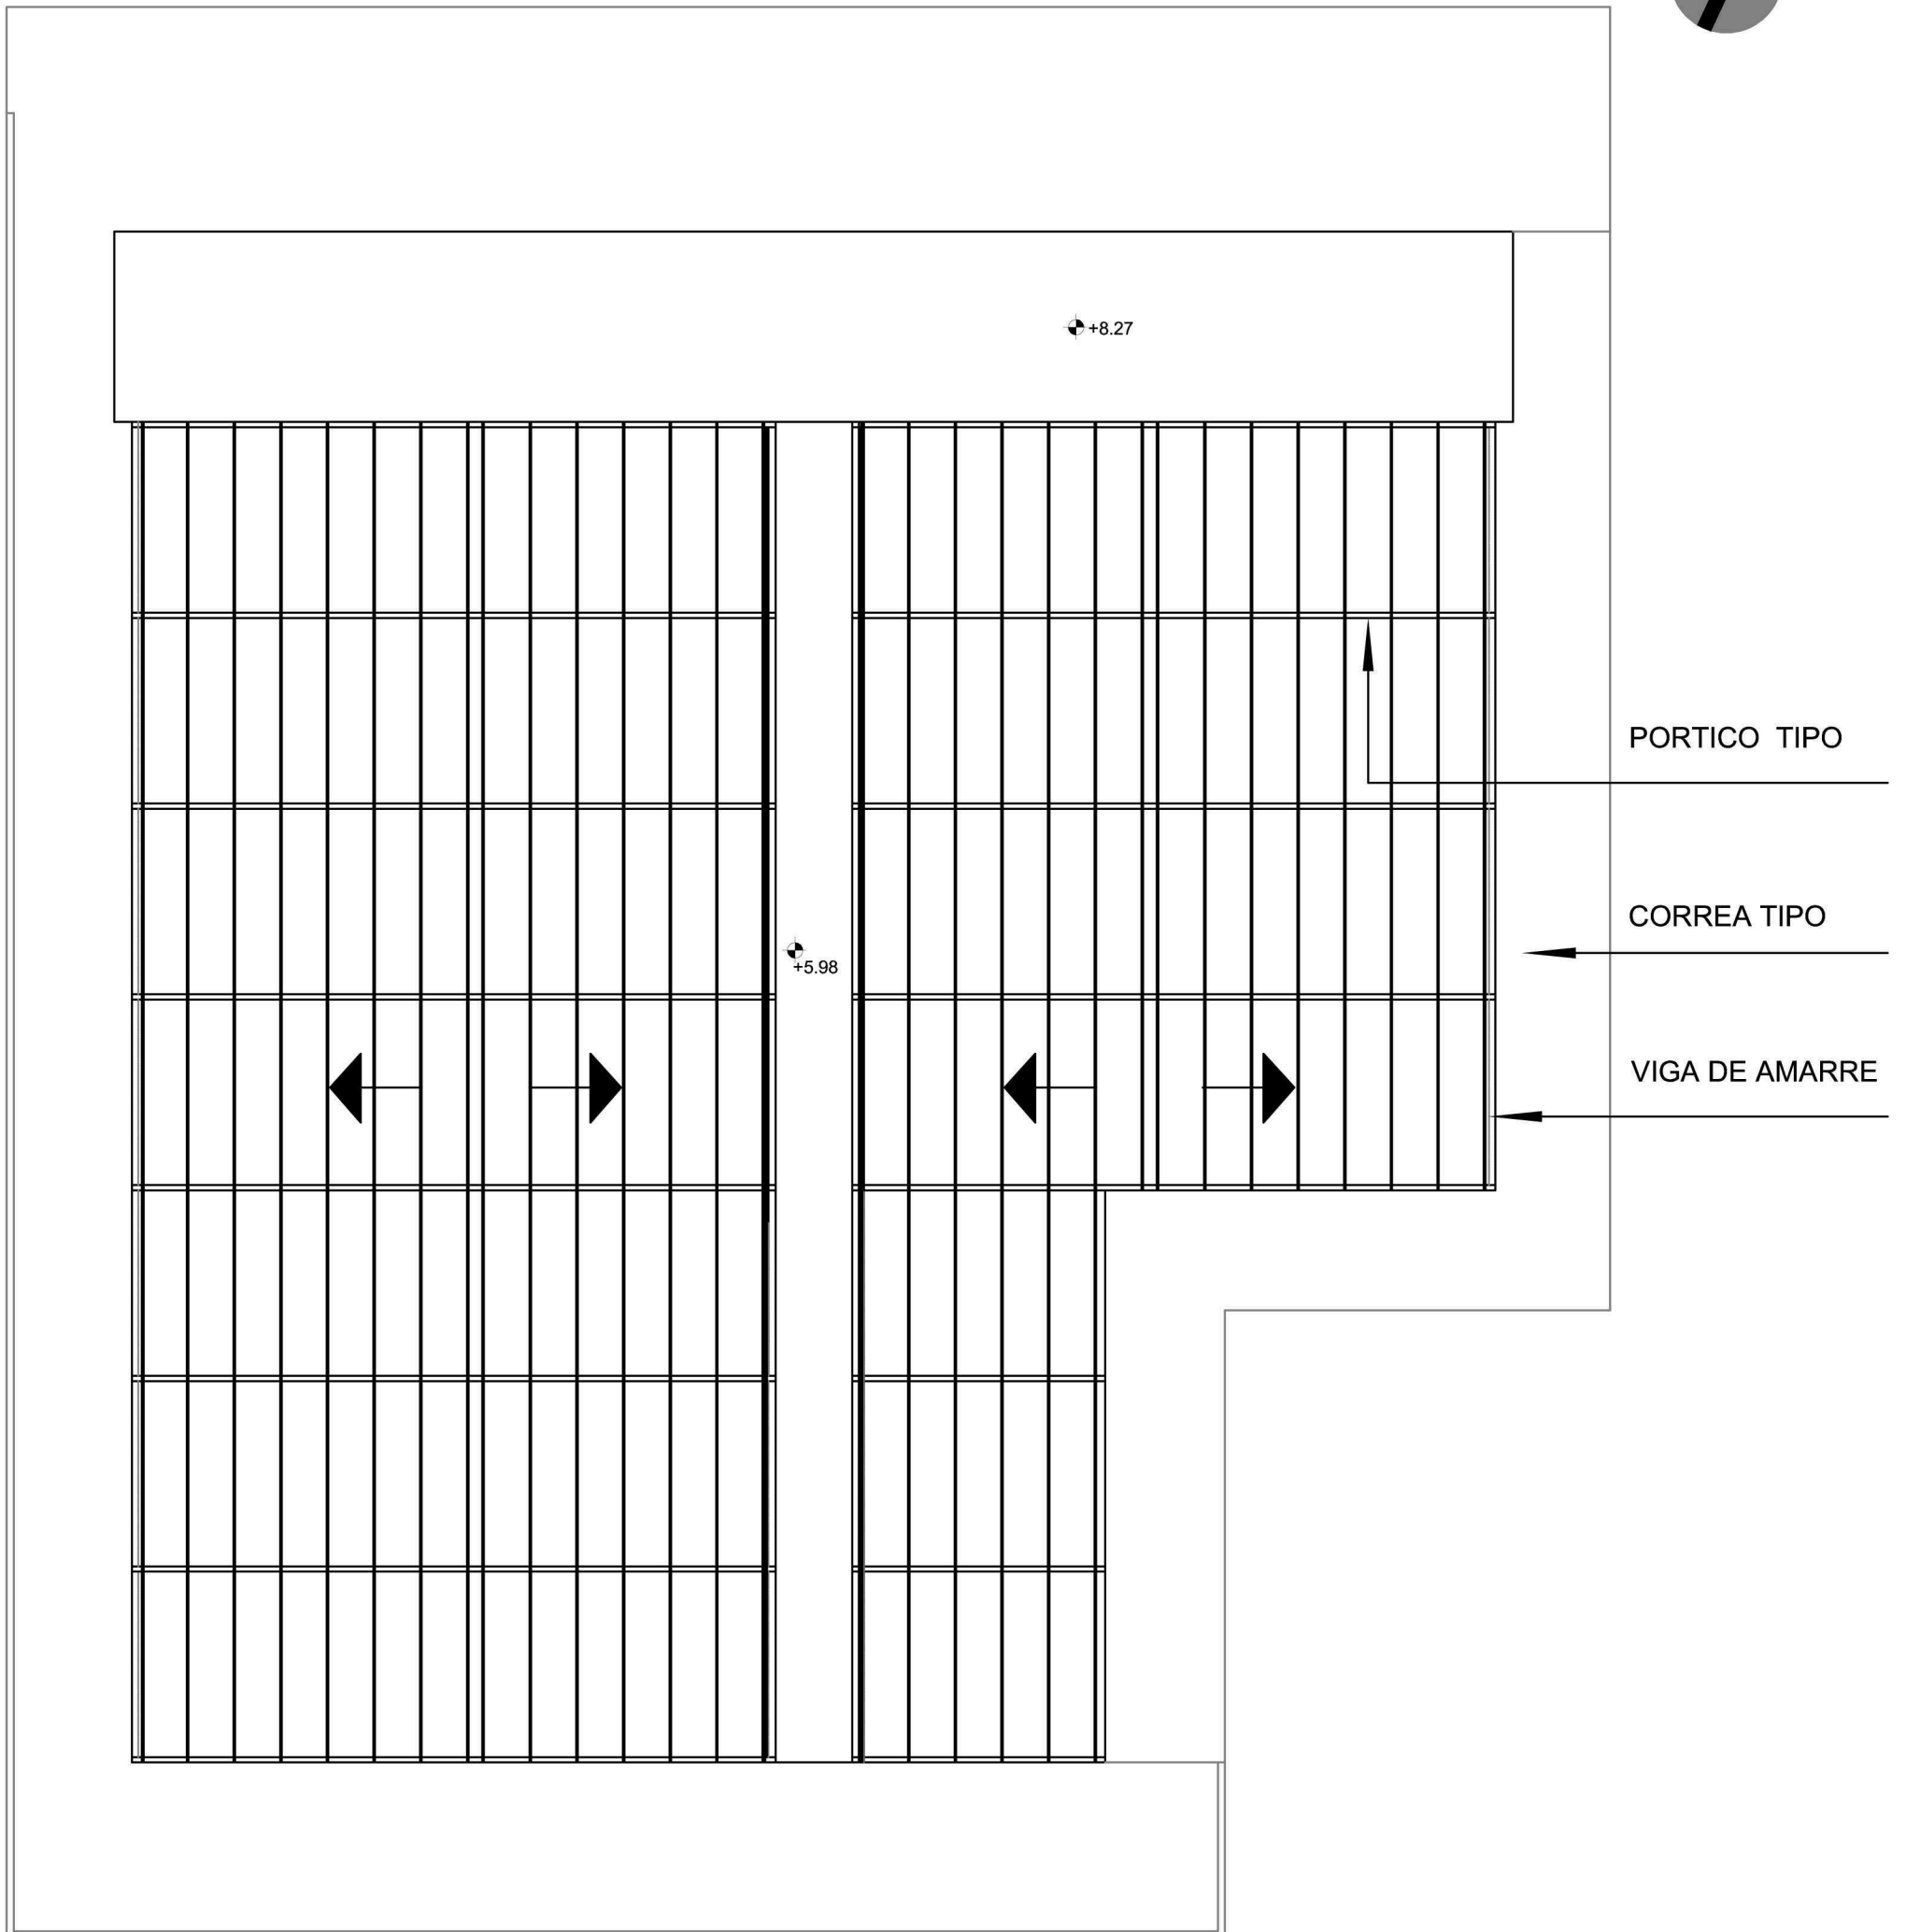 +8.27
PORTICO TIPO
CORREA TIPO
+5.98
VIGA DE AMARRE